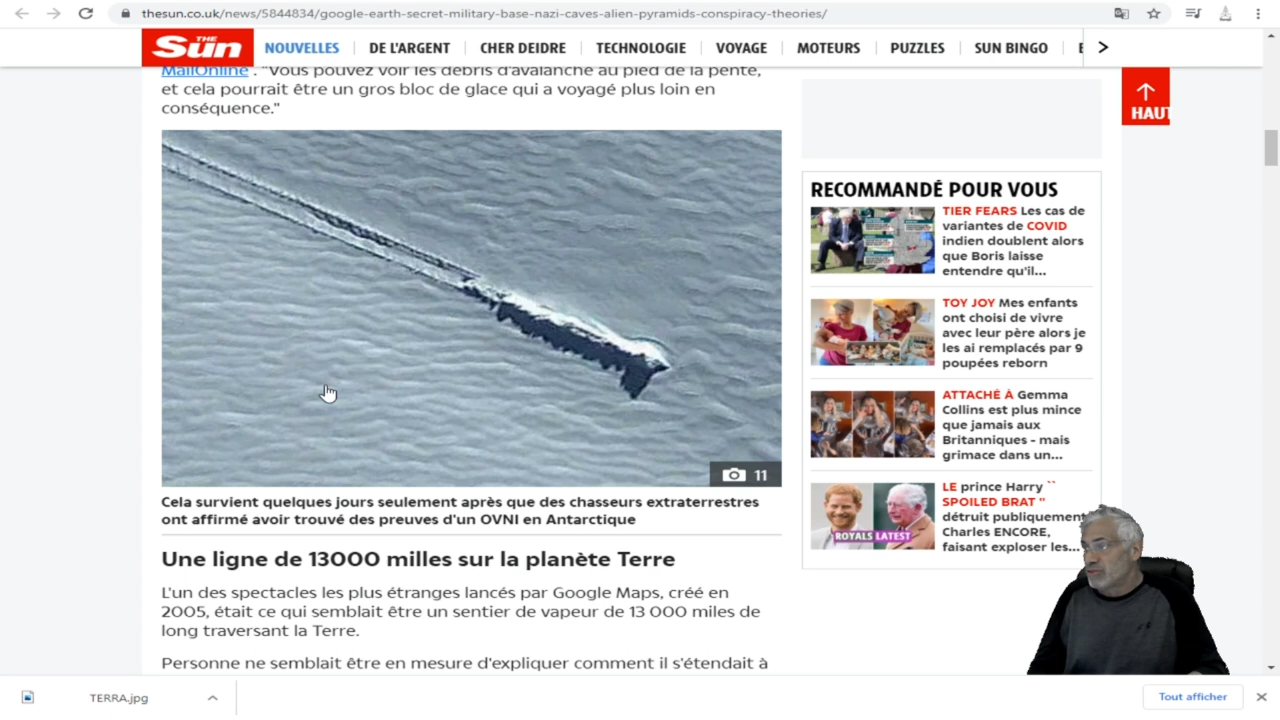 thesun.co.uk/news/5844834/google-earth-secret-military-base-nazi-caves-alien-pyramids-conspiracy-theories/
THE Sun
NOUVELLES
DE L'ARGENT
CHER DEIDRE
TECHNOLOGIE
VOYAGE
MOTEURS
PUZZLES
SUN BINGO
HAUT
MailOnline . "Vous pouvez voir les débris d'avalanche au pied de la pente,
et cela pourrait être un gros bloc de glace qui a voyagé plus loin en
conséquence."
11
Cela survient quelques jours seulement après que des chasseurs extraterrestres
ont affirmé avoir trouvé des preuves d'un OVNI en Antarctique
Une ligne de 13000 milles sur la planète Terre
L'un des spectacles les plus étranges lancés par Google Maps, créé en
2005, était ce qui semblait être un sentier de vapeur de 13 000 miles de
long traversant la Terre.
Personne ne semblait être en mesure d'expliquer comment il s'étendait à
RECOMMANDÉ POUR VOUS
TIER FEARS Les cas de
variantes de COVID
indien doublent alors
que Boris laisse
entendre qu'il...
TOY JOY Mes enfants
ont choisi de vivre
avec leur père alors je
les ai remplacés par 9
poupées reborn
ATTACHÉ À Gemma
Collins est plus mince
que jamais aux
Britanniques - mais
grimace dans un...
ROYALS LATEST
LE prince Harry ``
SPOILED BRAT ''
détruit publiquement
Charles ENCORE,
faisant exploser les...
TERRA.jpg
Tout afficher